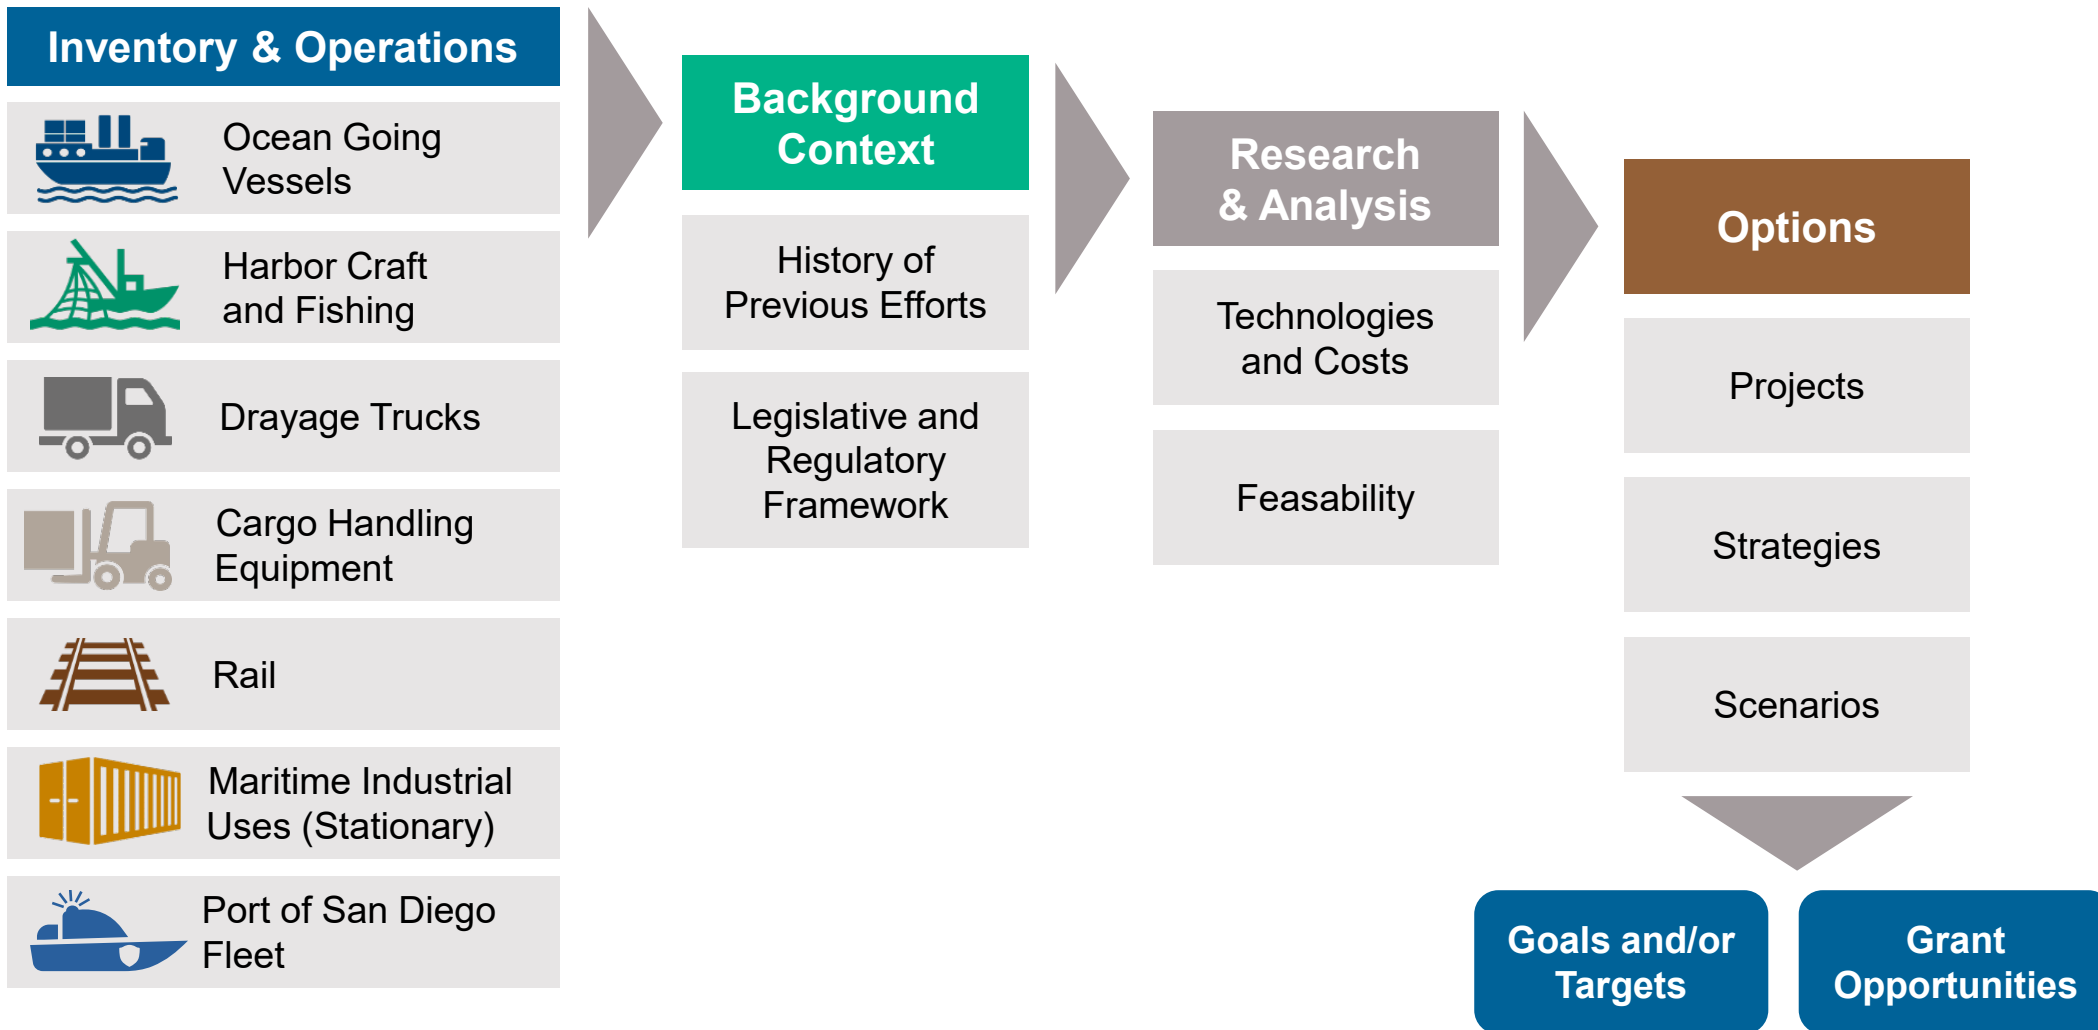 Inventory & Operations
Ocean Going
Vessels
Harbor Craft
and Fishing
Drayage Trucks
Cargo Handling
Equipment
Rail
Maritime Industrial
Uses (Stationary)
Port of San Diego
Fleet
Background
Context
History of
Previous Efforts
Legislative and
Regulatory
Framework
Research
& Analysis
Technologies
and Costs
Feasability
Options
Projects
Strategies
Scenarios
Goals and/or
Targets
Grant
Opportunities